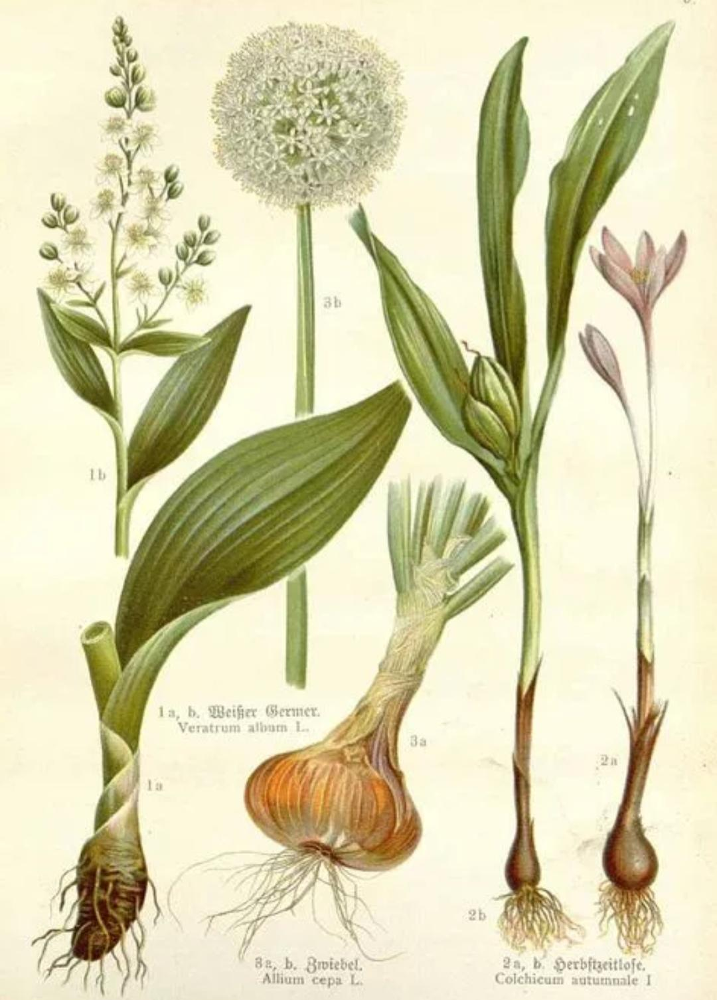 3b
1b
1a, b. Weißer Germer.
Veratrum album L.
3a
2a
1a
2b
3a, b. Zwiebel.
Allium cepa L.
2a, b. Herbstzeitlose.
Colchicum autumnale I